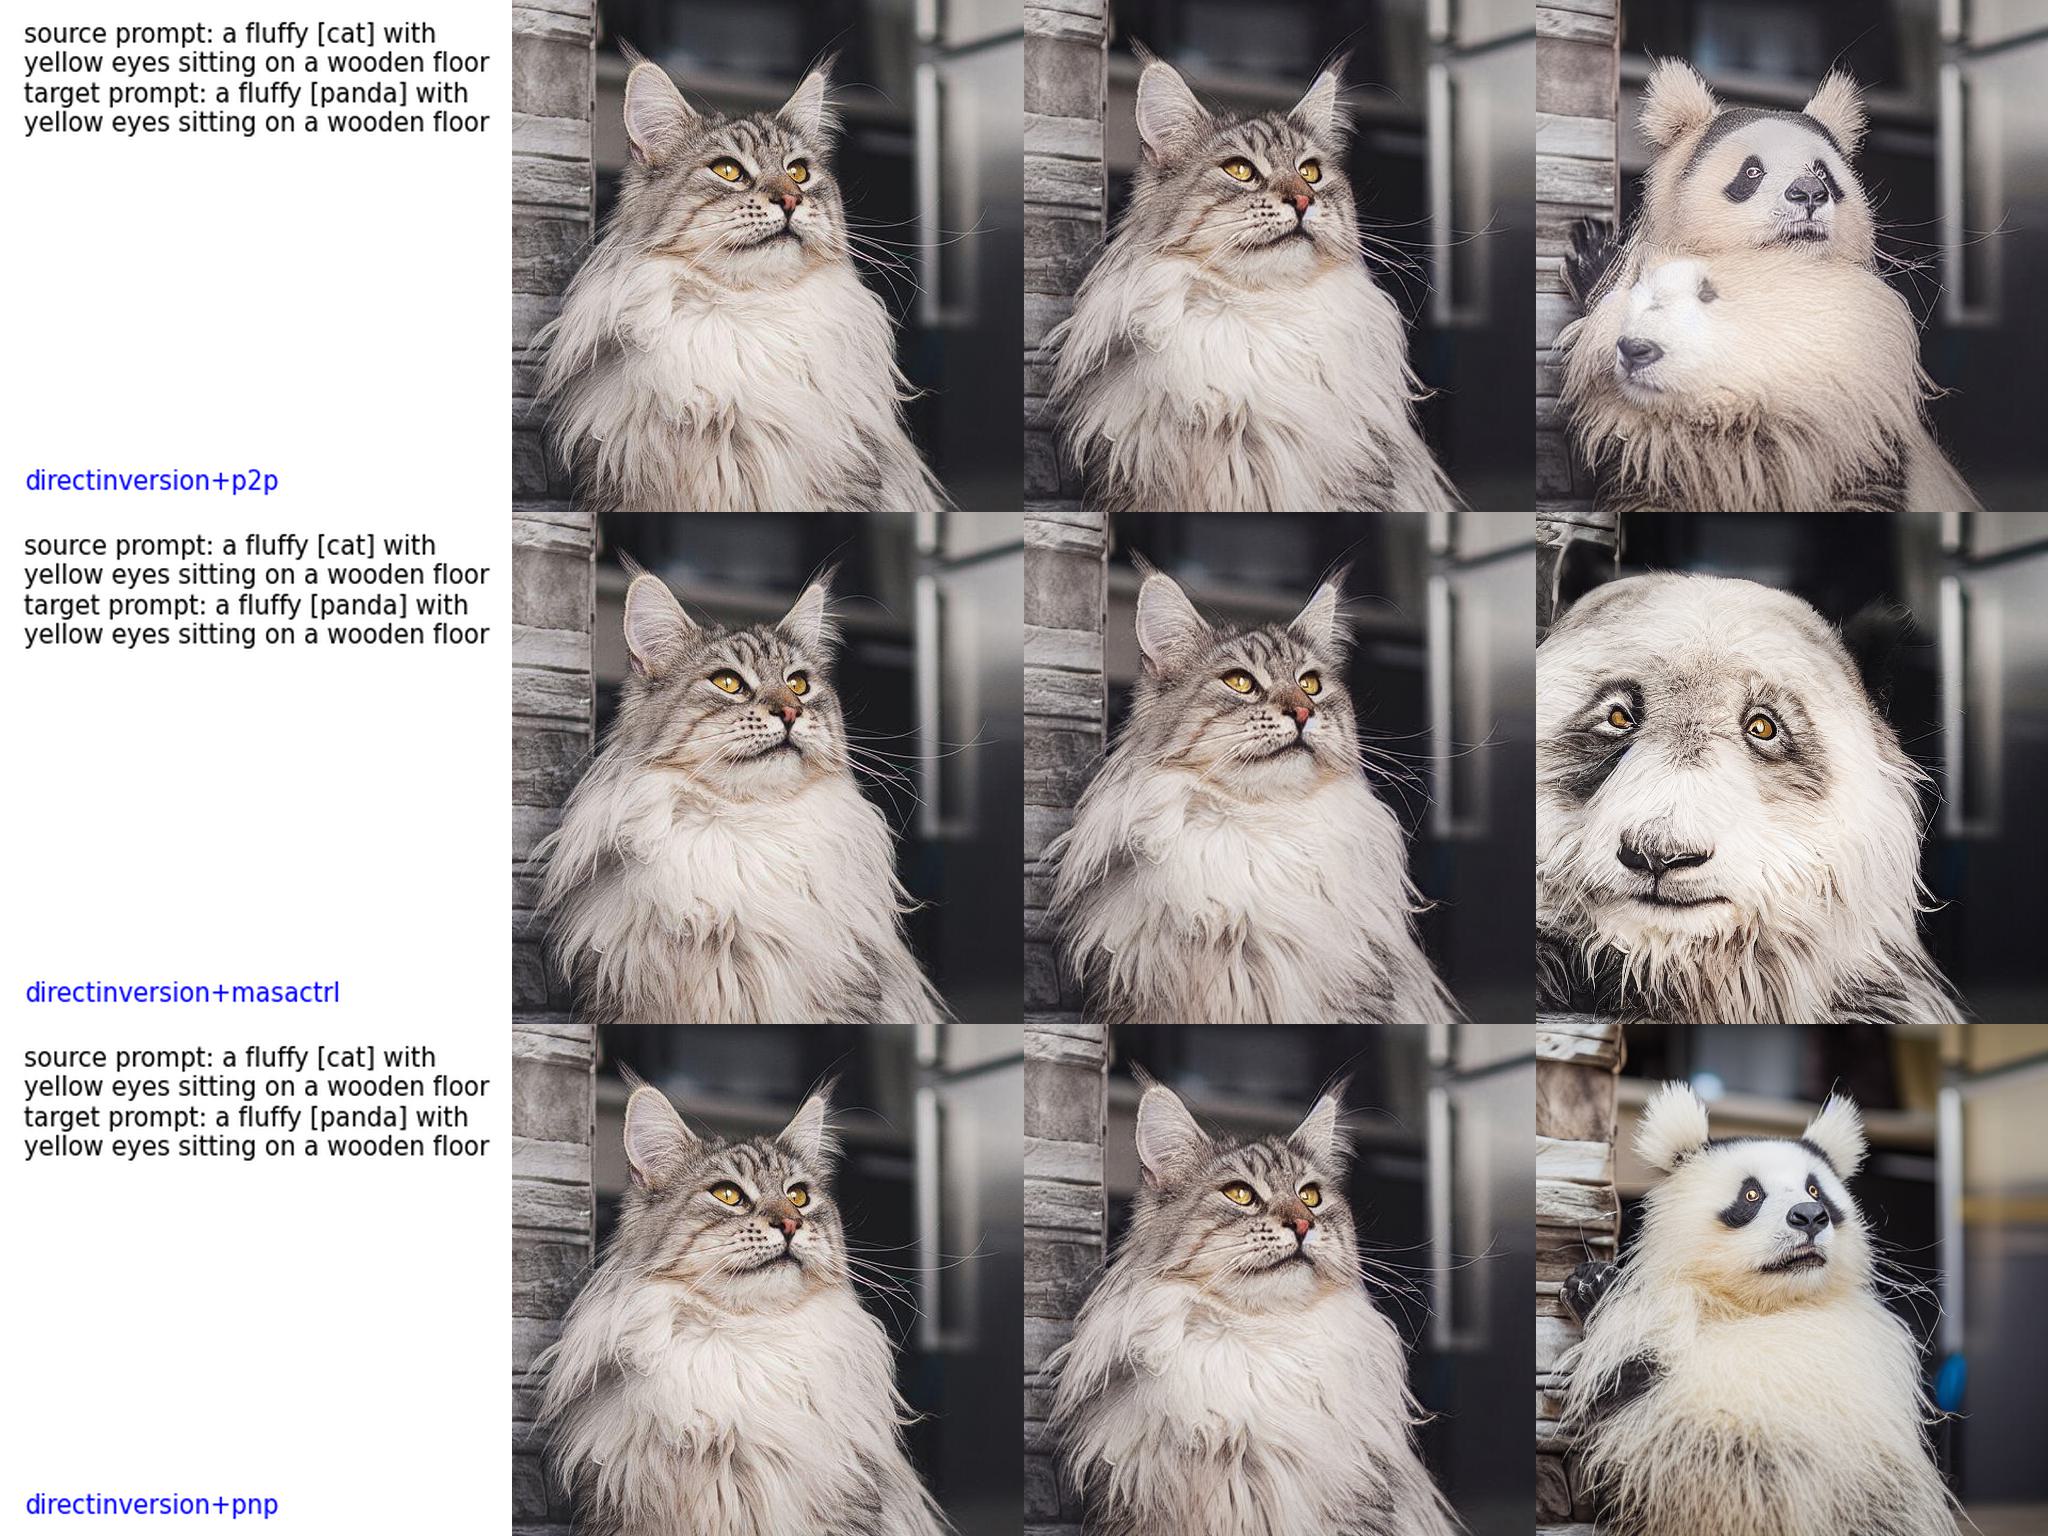 source prompt: a fluffy [cat] with
yellow eyes sitting on a wooden floor
target prompt: a fluffy [panda] with
yellow eyes sitting on a wooden floor
directinversion+p2p
source prompt: a fluffy [cat] with
yellow eyes sitting on a wooden floor
target prompt: a fluffy [panda] with
yellow eyes sitting on a wooden floor
directinversion+masactrl
source prompt: a fluffy [cat] with
yellow eyes sitting on a wooden floor
target prompt: a fluffy [panda] with
yellow eyes sitting on a wooden floor
directinversion+pnp